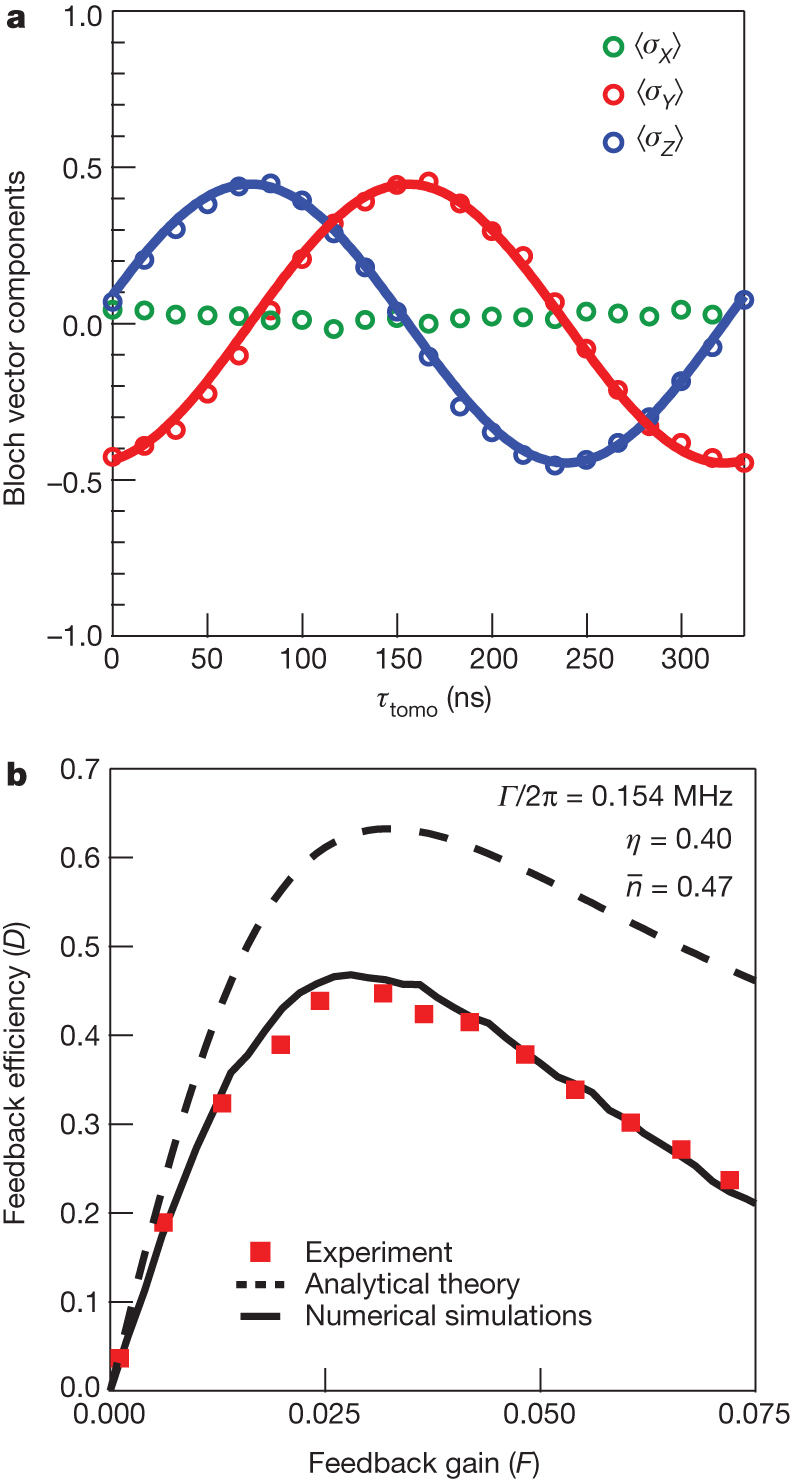 a
1.0
0.5
0.0
−0.5
−1.0
Bloch vector components
⟨σX⟩
⟨σY⟩
⟨σZ⟩
0 50 100 150 200 250 300
τtomo (ns)
b
0.7
0.6
0.5
0.4
0.3
0.2
0.1
0.0
Feedback efficiency (D)
Γ/2π = 0.154 MHz
η = 0.40
n̅ = 0.47
Experiment
Analytical theory
Numerical simulations
0.000 0.025 0.050 0.075
Feedback gain (F)